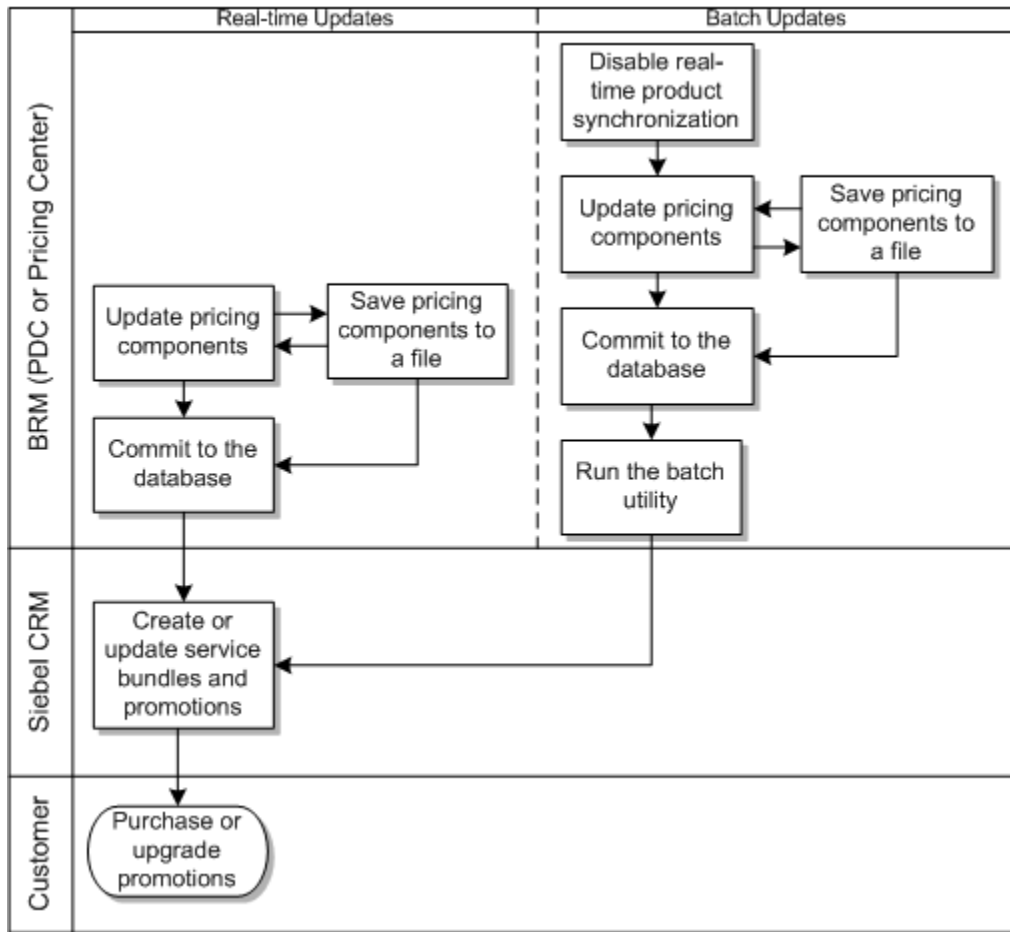 Real-time Updates
Batch Updates
BRM (PDC or Pricing Center)
Disable real-
time product
synchronization
Update pricing
components
Save pricing
components to
a file
Commit to the
database
Run the batch
utility
Update pricing
components
Save pricing
components to
a file
Commit to the
database
Siebel CRM
Create or
update service
bundles and
promotions
Customer
Purchase or
upgrade
promotions